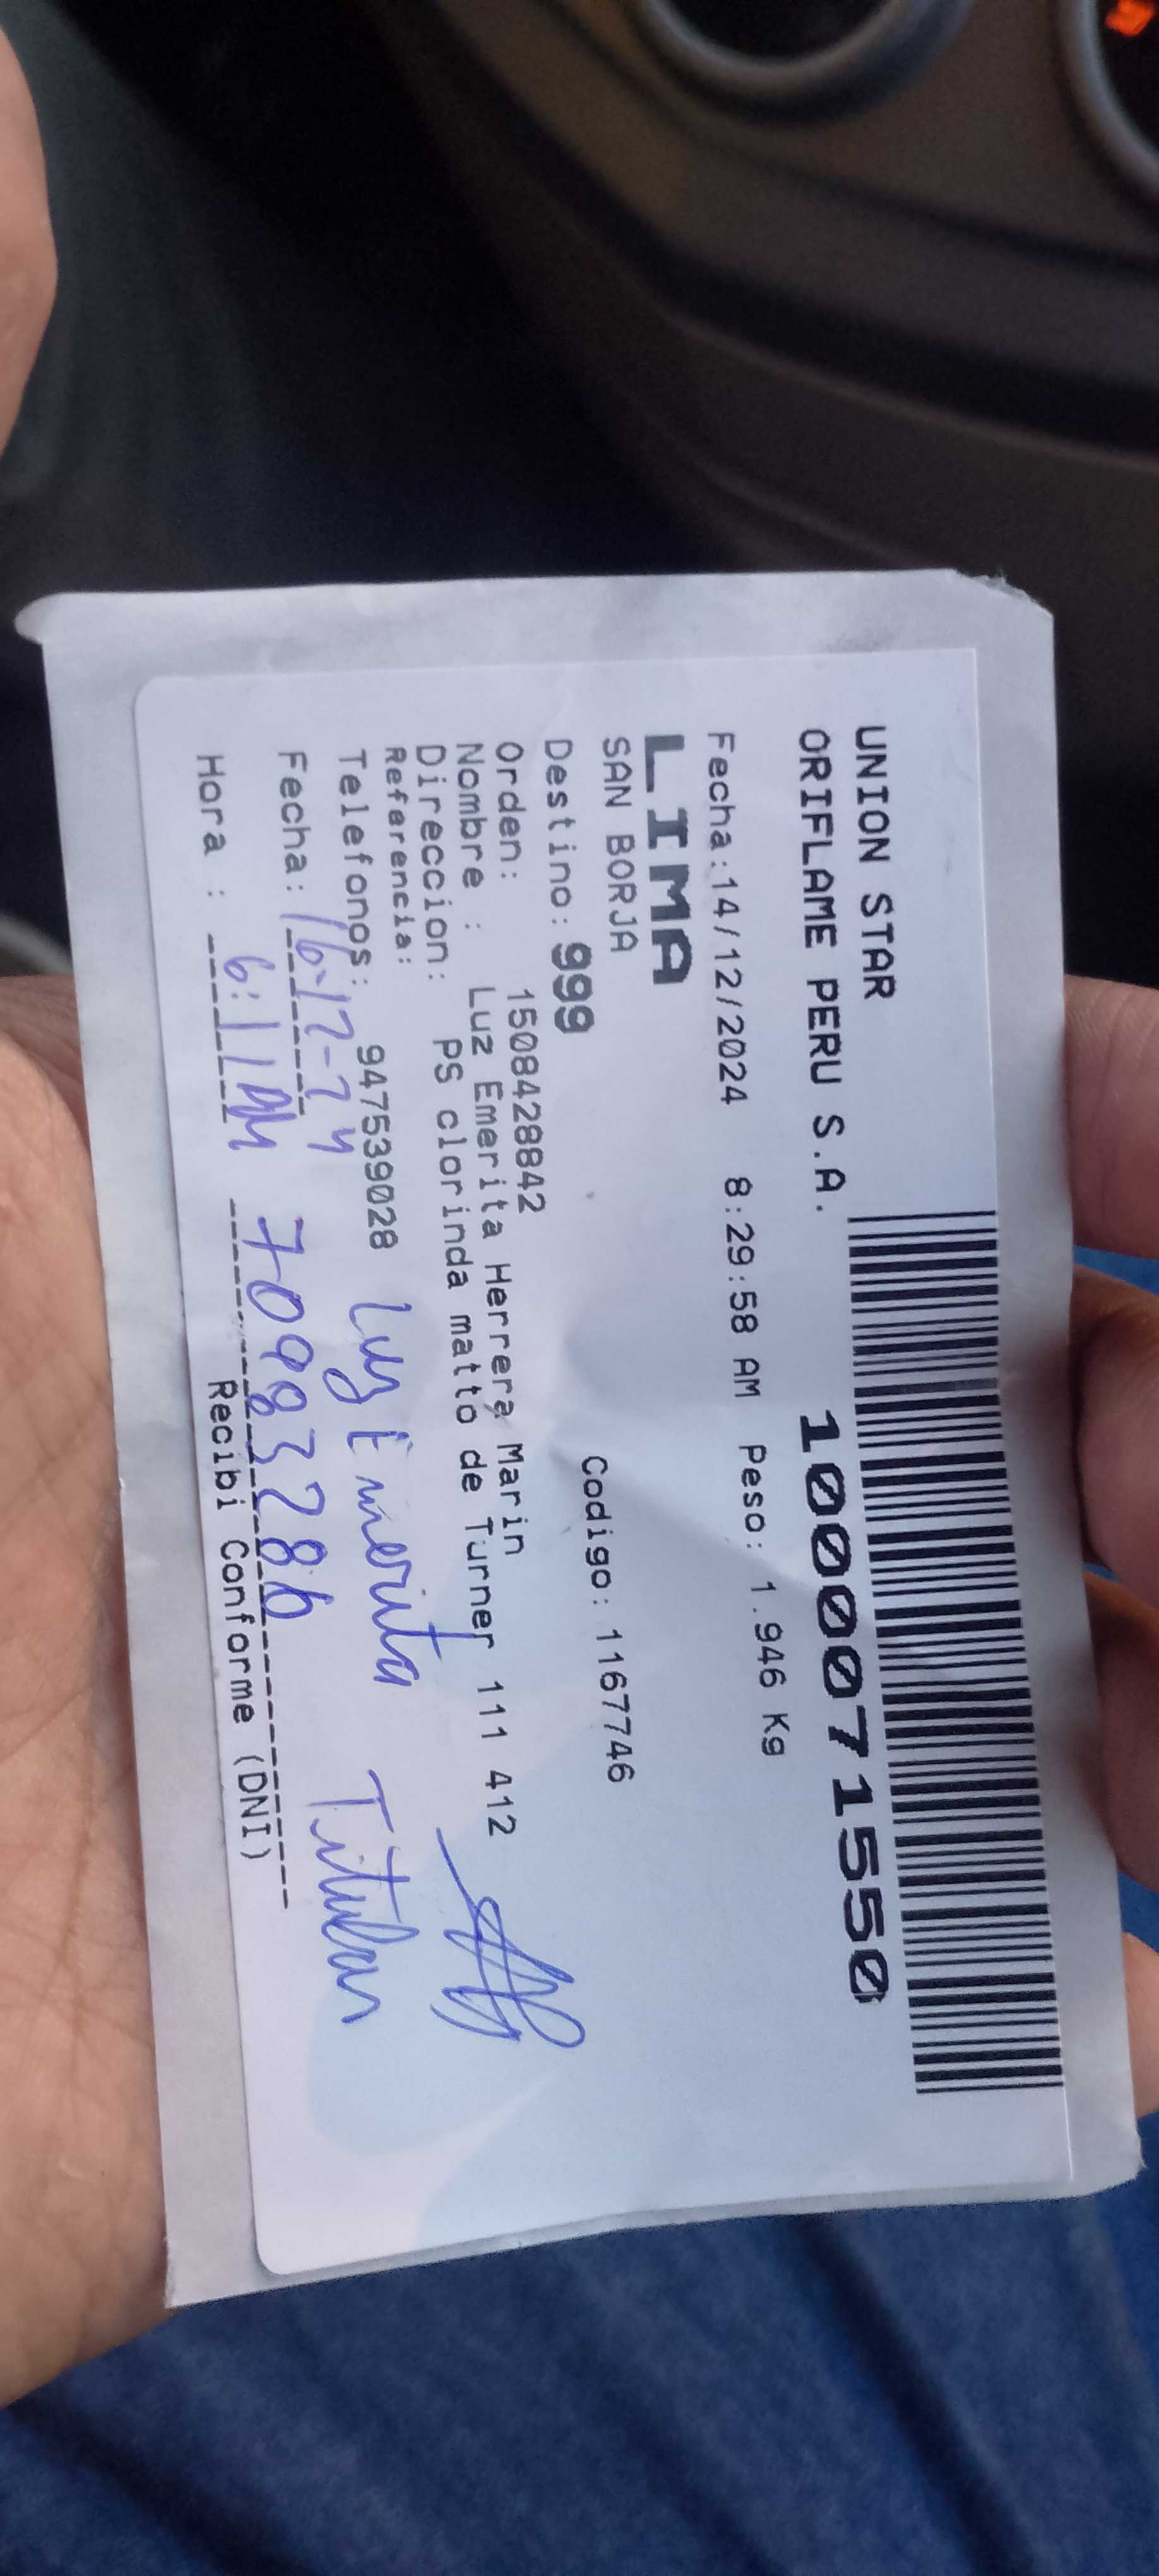 UNION STAR
ORIFLAME PERU S.A. 1000071550
Fecha:14/12/2024 8:29:58 AM Peso: 1.946 Kg
LIMA
SAN BORJA
Destino: 999 Codigo: 1167746
Orden: 1508428842
Nombre : Luz Emerita Herrera Marin
Direccion: PS clorinda matto de Turner 111 412
Referencia:
Telefonos: 947539028 Luz Emerita
Fecha: 16-12-24 Titular
Hora : 6:11 PM 70983286
Recibi Conforme (DNI)